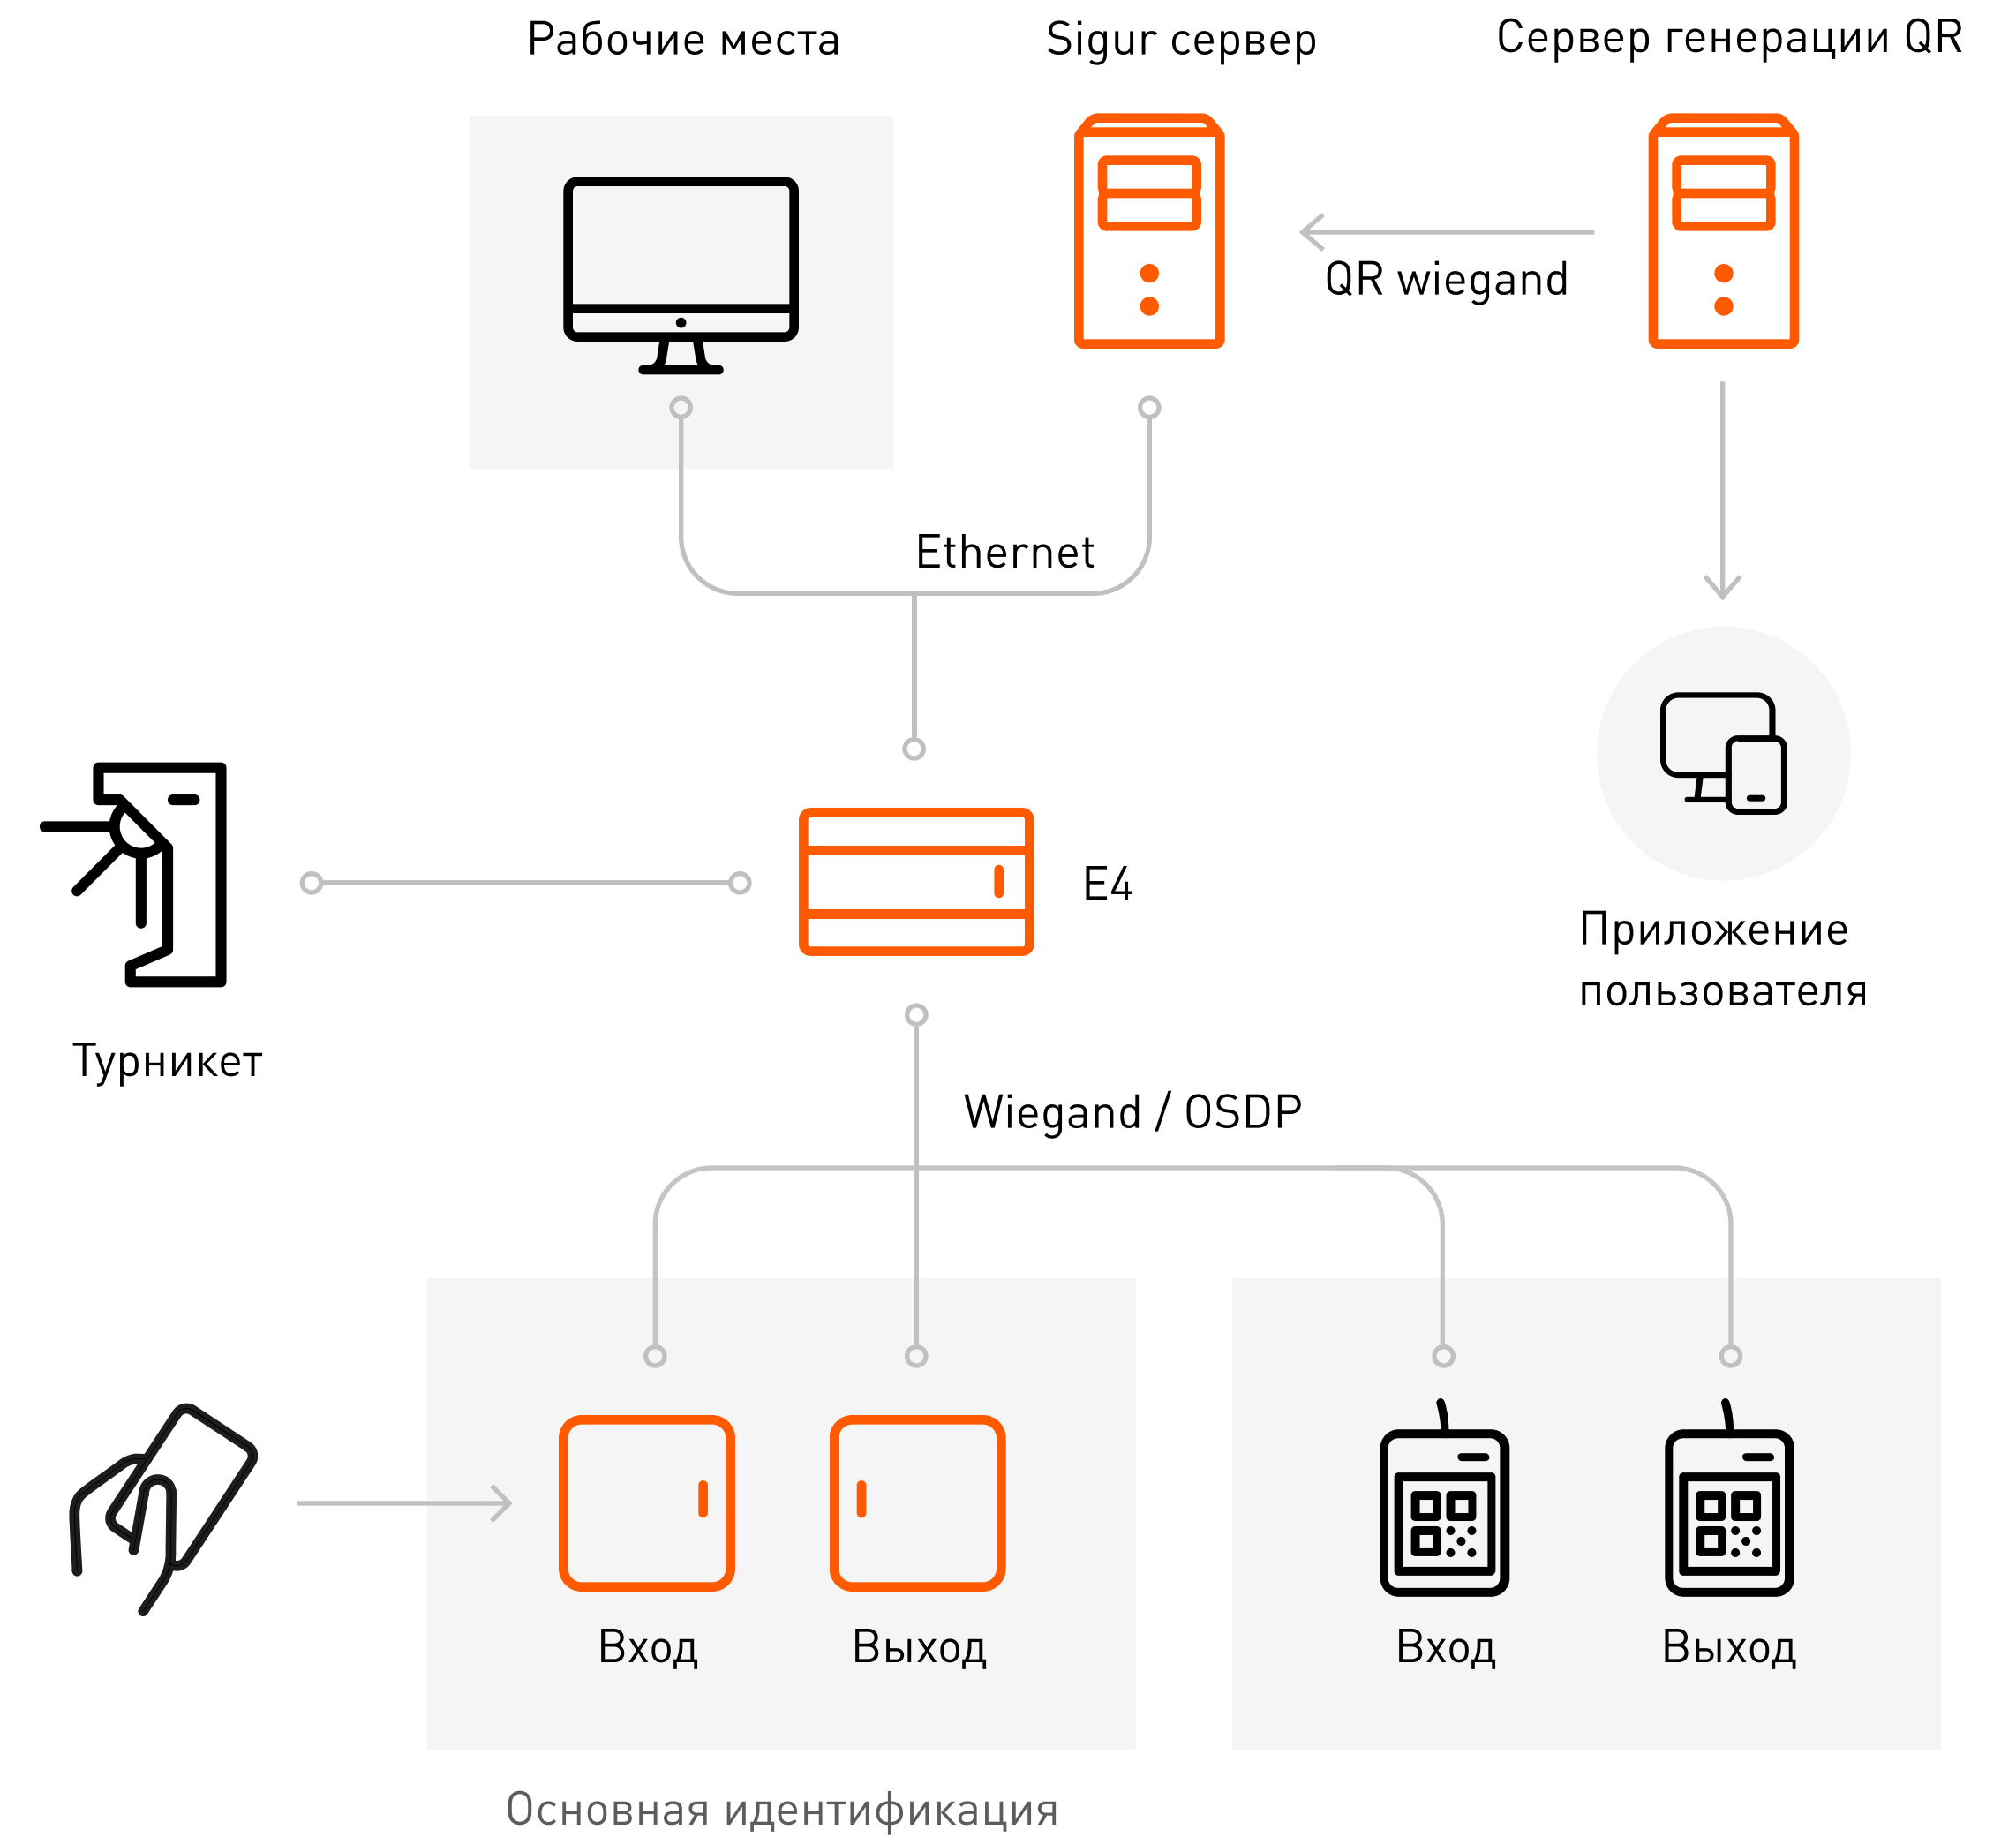 Рабочие места
Sigur сервер
Сервер генерации QR
QR wiegand
Ethernet
E4
Приложение
пользователя
Турникет
Wiegand / OSDP
Вход
Выход
Вход
Выход
Основная идентификация